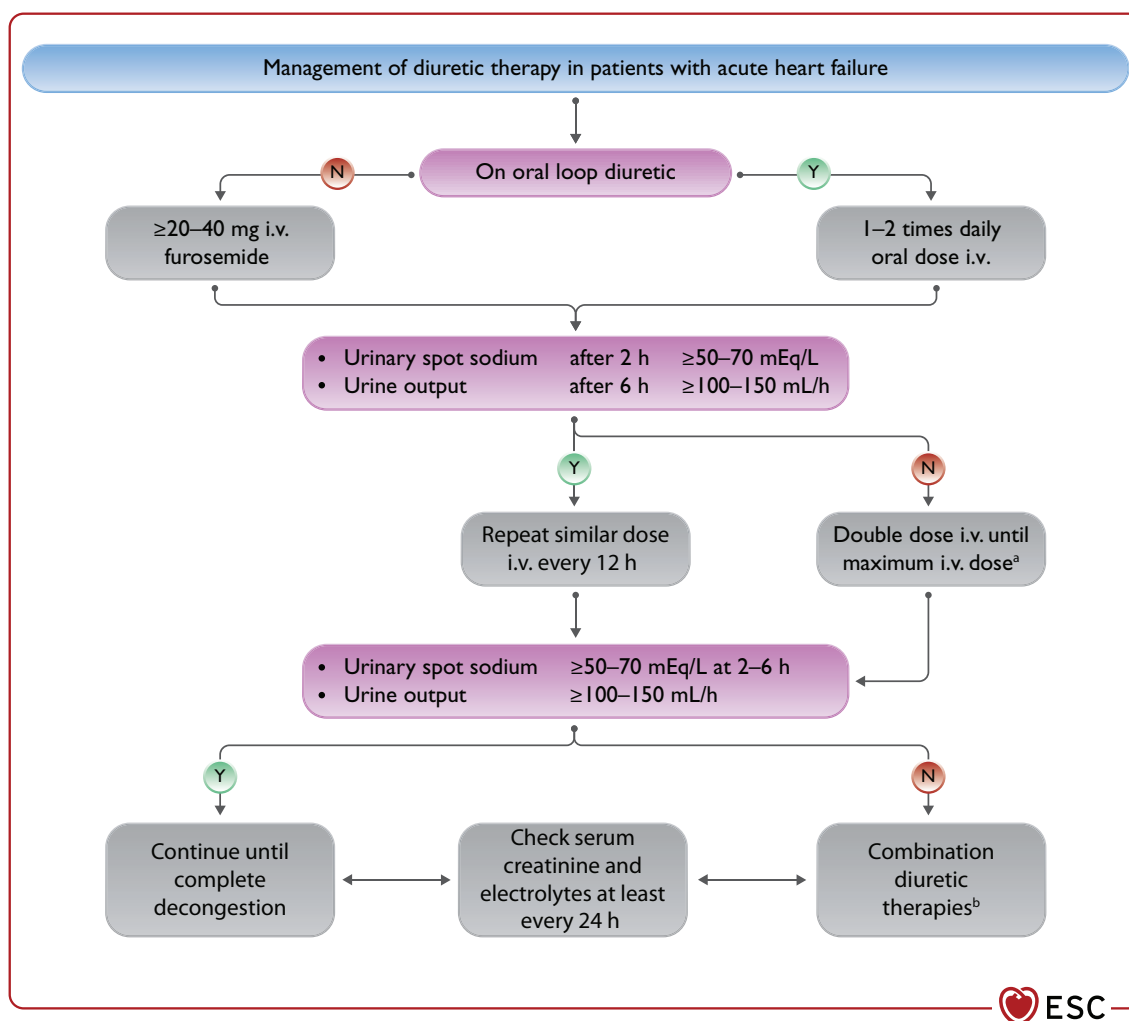 Management of diuretic therapy in patients with acute heart failure
On oral loop diuretic
N
Y
≥20–40 mg i.v.
furosemide
1–2 times daily
oral dose i.v.
• Urinary spot sodium after 2 h ≥50–70 mEq/L
• Urine output after 6 h ≥100–150 mL/h
Y
N
Repeat similar dose
i.v. every 12 h
Double dose i.v. until
maximum i.v. doseᵃ
• Urinary spot sodium ≥50–70 mEq/L at 2–6 h
• Urine output ≥100–150 mL/h
Y
N
Continue until
complete
decongestion
Check serum
creatinine and
electrolytes at least
every 24 h
Combination
diuretic
therapiesᵇ
ESC